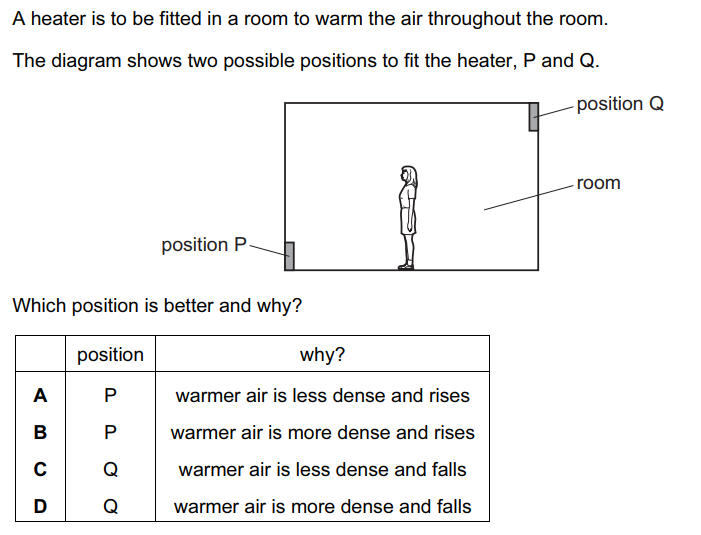 A heater is to be fitted in a room to warm the air throughout the room.
The diagram shows two possible positions to fit the heater, P and Q.
position Q
room
position P
Which position is better and why?
position why?
A P warmer air is less dense and rises
B P warmer air is more dense and rises
C Q warmer air is less dense and falls
D Q warmer air is more dense and falls